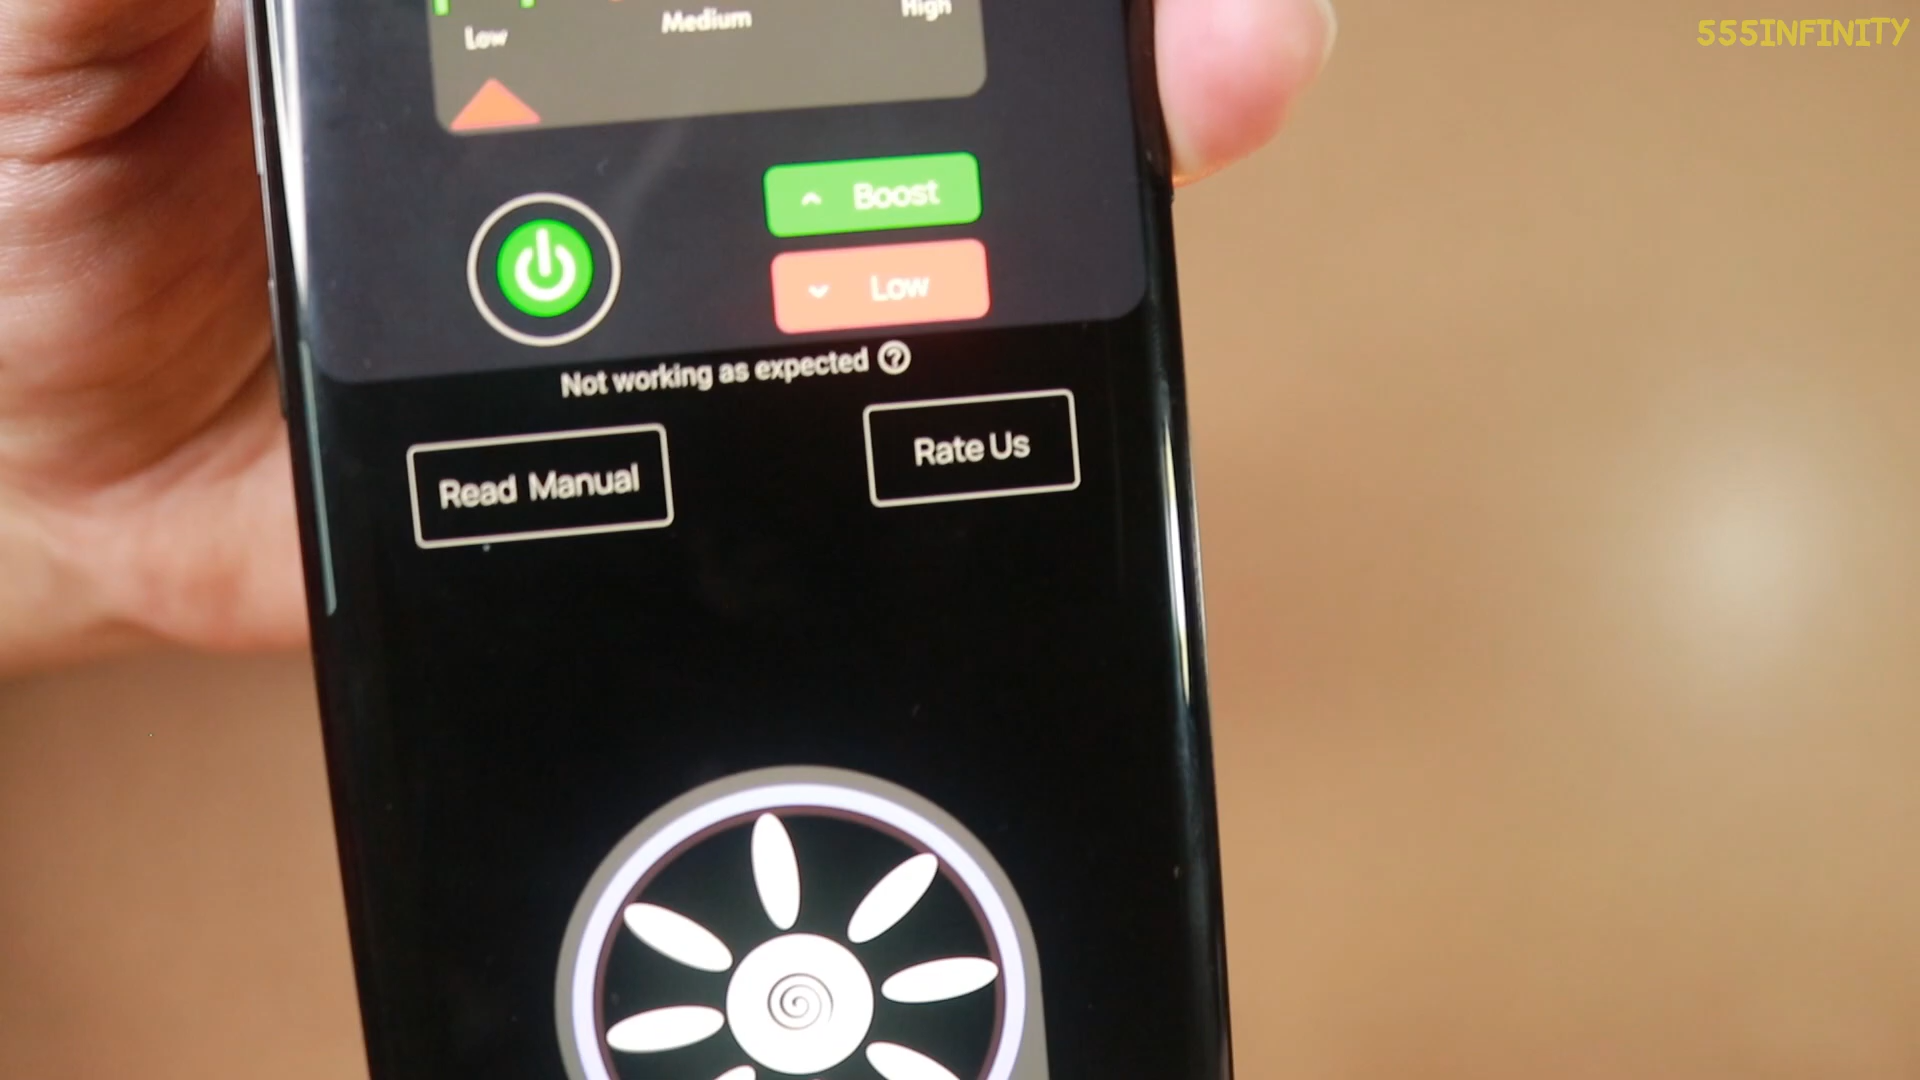 555INFINITY
Low Medium High
Boost
Low
Not working as expected ?
Read Manual
Rate Us